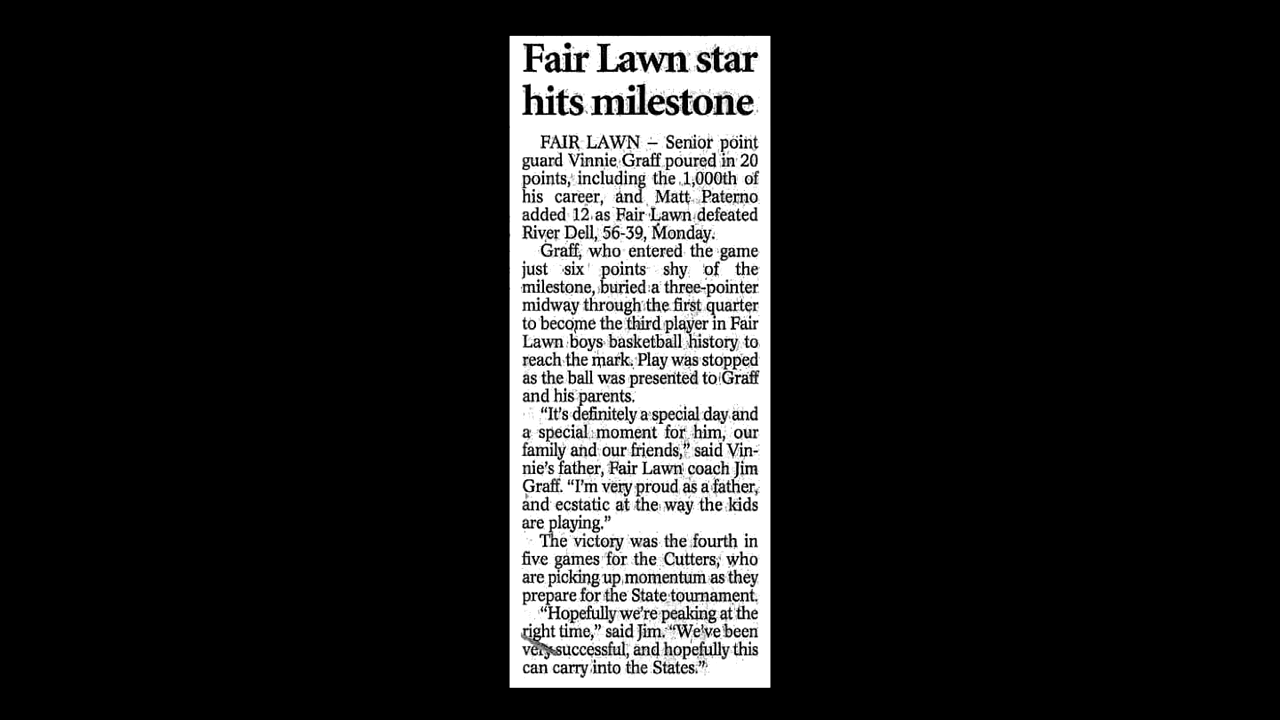 Fair Lawn star
hits milestone
FAIR LAWN – Senior point
guard Vinnie Graff poured in 20
points, including the 1,000th of
his career, and Matt Paterno
added 12 as Fair Lawn defeated
River Dell, 56-39, Monday.
Graff, who entered the game
just six points shy of the
milestone, buried a three-pointer
midway through the first quarter
to become the third player in Fair
Lawn boys basketball history to
reach the mark. Play was stopped
as the ball was presented to Graff
and his parents.
“It’s definitely a special day and
a special moment for him, our
family and our friends,” said Vin-
nie’s father, Fair Lawn coach Jim
Graff. “I’m very proud as a father,
and ecstatic at the way the kids
are playing.”
The victory was the fourth in
five games for the Cutters, who
are picking up momentum as they
prepare for the State tournament.
“Hopefully we’re peaking at the
right time,” said Jim. “We’ve been
very successful, and hopefully this
can carry into the States.”